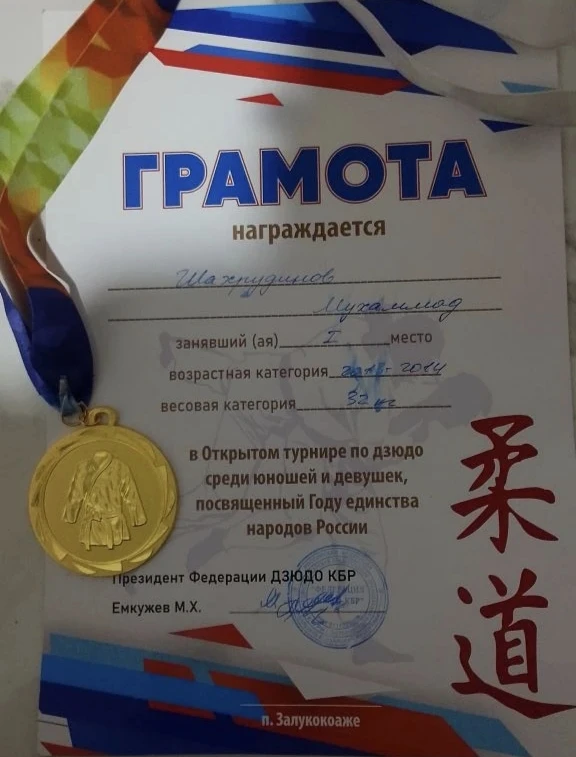 ГРАМОТА
награждается
Шахрудинов
Мухаммад
занявший (ая) I место
возрастная категория - 2014
весовая категория 32 кг
в Открытом турнире по дзюдо
среди юношей и девушек,
посвященный Году единства
народов России
Президент Федерации ДЗЮДО КБР
Емкужев М.Х.
柔道
п. Залукокоаже